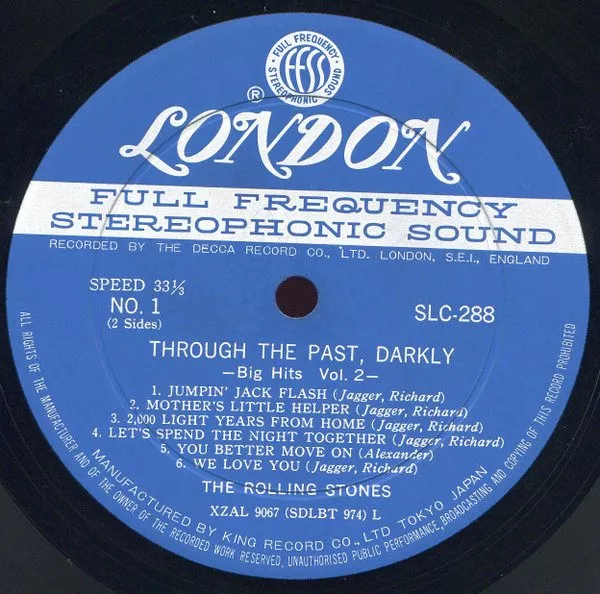 FULL FREQUENCY
ffss
STEREOPHONIC SOUND
®
LONDON
FULL FREQUENCY
STEREOPHONIC SOUND
RECORDED BY THE DECCA RECORD CO., LTD. LONDON, S.E.I., ENGLAND
SPEED 33⅓
NO. 1
(2 Sides)
SLC-288
THROUGH THE PAST, DARKLY
—Big Hits Vol. 2—
1. JUMPIN' JACK FLASH (Jagger, Richard)
2. MOTHER'S LITTLE HELPER (Jagger, Richard)
3. 2,000 LIGHT YEARS FROM HOME (Jagger, Richard)
4. LET'S SPEND THE NIGHT TOGETHER (Jagger, Richard)
5. YOU BETTER MOVE ON (Alexander)
6. WE LOVE YOU (Jagger, Richard)
THE ROLLING STONES
XZAL 9067 (SDLBT 974) L
MANUFACTURED BY KING RECORD CO., LTD TOKYO JAPAN
ALL RIGHTS OF THE MANUFACTURER AND OF THE OWNER OF THE RECORDED WORK RESERVED, UNAUTHORISED PUBLIC PERFORMANCE, BROADCASTING AND COPYING OF THIS RECORD PROHIBITED